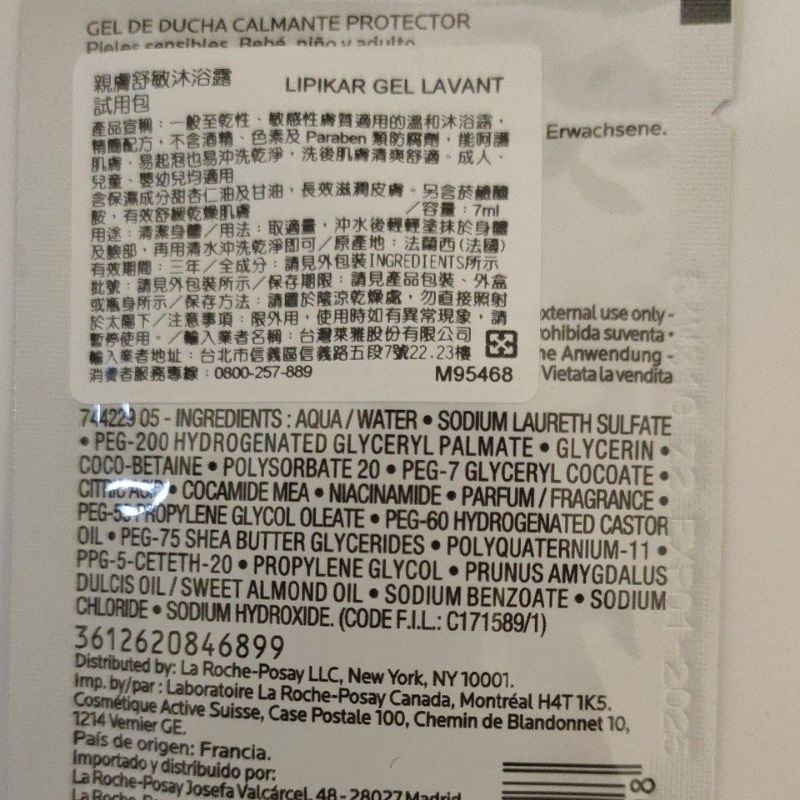 GEL DE DUCHA CALMANTE PROTECTOR
Pieles sensibles. Bebé, niño y adulto
親膚舒敏沐浴露 LIPIKAR GEL LAVANT
試用包
產品宣稱：一般至乾性、敏感性膚質適用的溫和沐浴露，
精簡配方，不含酒精、色素及 Paraben 類防腐劑，能呵護
肌膚。易起泡也易沖洗乾淨，洗後肌膚清爽舒適。成人、
兒童、嬰幼兒均適用
含保濕成分甜杏仁油及甘油，長效滋潤皮膚。另含菸鹼醯
胺，有效舒緩乾燥肌膚 ／容量：7ml
用途：清潔身體／用法：取適量，沖水後輕輕塗抹於身體
及臉部，再用清水沖洗乾淨即可／原產地：法蘭西(法國)
有效期間：三年／全成分：請見外包裝INGREDIENTS所示
批號：請見外包裝所示／保存期限：請見產品包裝、外盒
或瓶身所示／保存方法：請置於陰涼乾燥處，勿直接照射
於太陽下／注意事項：限外用，使用時如有異常現象，請
暫停使用。／輸入業者名稱：台灣萊雅股份有限公司
輸入業者地址：台北市信義區信義路五段7號22.23樓
消費者服務專線：0800-257-889 M95468
Erwachsene.
xternal use only -
ohibida su venta •
he Anwendung -
Vietata la vendita
744229 05 - INGREDIENTS : AQUA / WATER • SODIUM LAURETH SULFATE
• PEG-200 HYDROGENATED GLYCERYL PALMATE • GLYCERIN •
COCO-BETAINE • POLYSORBATE 20 • PEG-7 GLYCERYL COCOATE •
CITRIC ACID • COCAMIDE MEA • NIACINAMIDE • PARFUM / FRAGRANCE •
PEG-55 PROPYLENE GLYCOL OLEATE • PEG-60 HYDROGENATED CASTOR
OIL • PEG-75 SHEA BUTTER GLYCERIDES • POLYQUATERNIUM-11 •
PPG-5-CETETH-20 • PROPYLENE GLYCOL • PRUNUS AMYGDALUS
DULCIS OIL / SWEET ALMOND OIL • SODIUM BENZOATE • SODIUM
CHLORIDE • SODIUM HYDROXIDE. (CODE F.I.L.: C171589/1)
3612620846899
Distributed by: La Roche-Posay LLC, New York, NY 10001.
Imp. by/par : Laboratoire La Roche-Posay Canada, Montréal H4T 1K5.
Cosmétique Active Suisse, Case Postale 100, Chemin de Blandonnet 10,
1214 Vernier GE.
País de origen: Francia.
Importado y distribuido por:
La Roche-Posay Josefa Valcárcel, 48 - 28027 Madrid